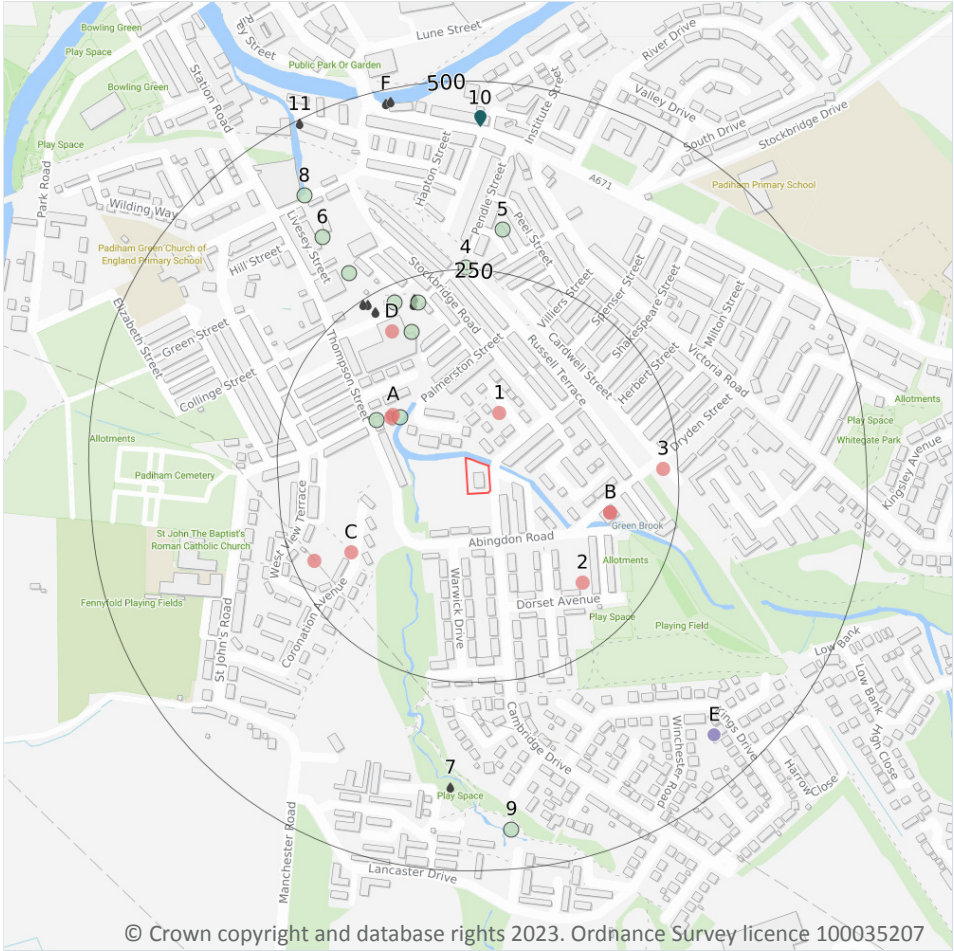 Bowling Green
Play Space
Ray Street
Lune Street
River Drive
Public Park Or Garden
Station Road
F
500
10
Institute Street
Valley Drive
South Drive
Stockbridge Drive
Bowling Green
11
Play Space
Hapton Street
A671
Padiham Primary School
Park Road
8
Pendle Street
5
Peel Street
Wilding Way
6
Livesey Street
4
Padiham Green Church of
England Primary School
Hill Street
Stockbridge Road
250
Villiers Street
Spenser Street
Shakespeare Street
Milton Street
Elizabeth Street
Green Street
D
Thompson Street
Palmerston Street
Russell Terrace
Cardwell Street
Herbert Street
Victoria Road
Collinge Street
A
1
Dryden Street
Allotments
Play Space
Whitegate Park
Kingsley Avenue
Allotments
Padiham Cemetery
3
B
Green Brook
St John The Baptist's
Roman Catholic Church
West View Terrace
C
Abingdon Road
2
Allotments
Fennyfold Playing Fields
Coronation Avenue
Warwick Drive
Dorset Avenue
Play Space
Playing Field
St John's Road
Low Bank
Low Bank
High Close
Cambridge Drive
E
Kings Drive
Winchester Road
Harrow Close
7
Play Space
9
Manchester Road
Lancaster Drive
© Crown copyright and database rights 2023. Ordnance Survey licence 100035207